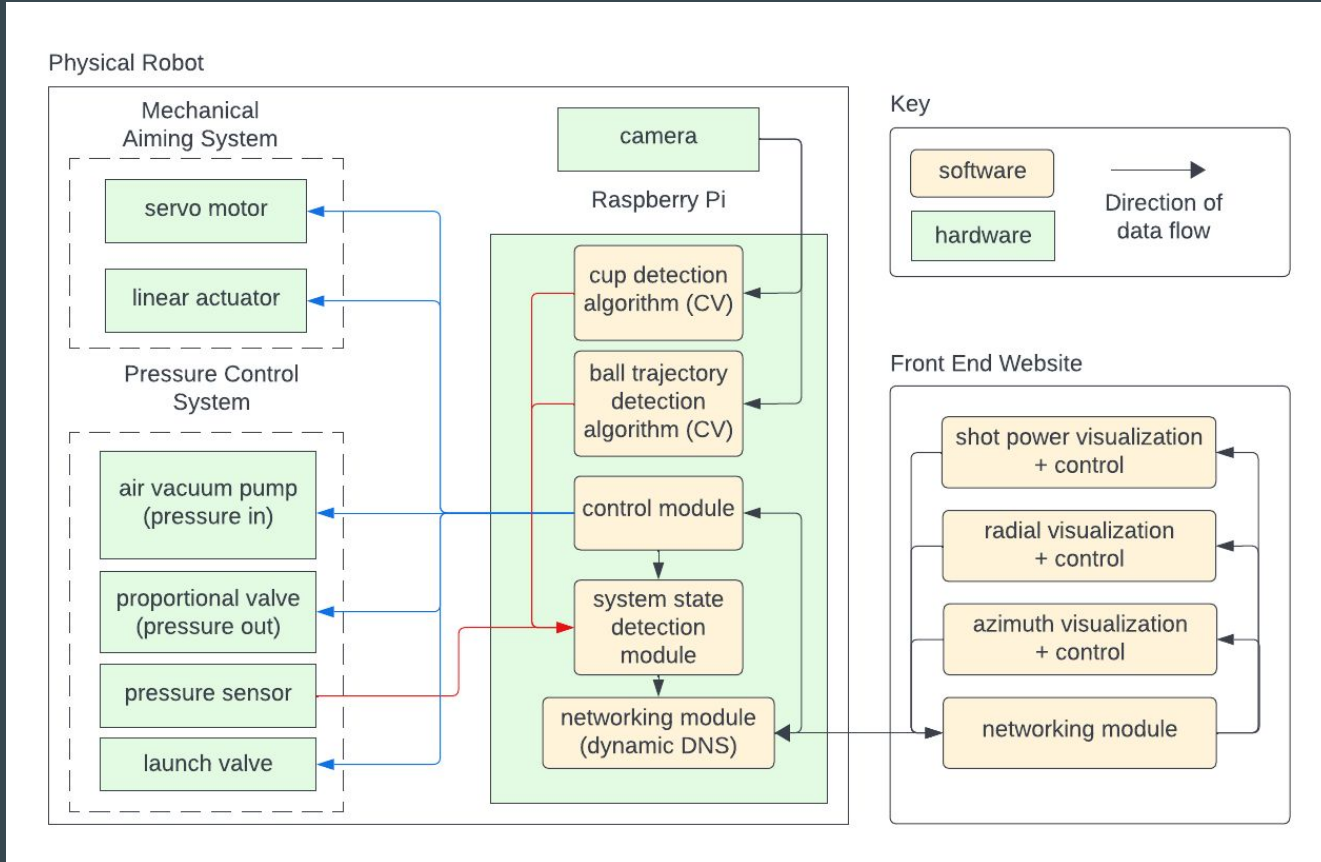 Physical Robot
Mechanical
Aiming System
servo motor
linear actuator
Pressure Control
System
air vacuum pump
(pressure in)
proportional valve
(pressure out)
pressure sensor
launch valve
camera
Raspberry Pi
cup detection
algorithm (CV)
ball trajectory
detection
algorithm (CV)
control module
system state
detection
module
networking module
(dynamic DNS)
Key
software
hardware
Direction of
data flow
Front End Website
shot power visualization
+ control
radial visualization
+ control
azimuth visualization
+ control
networking module